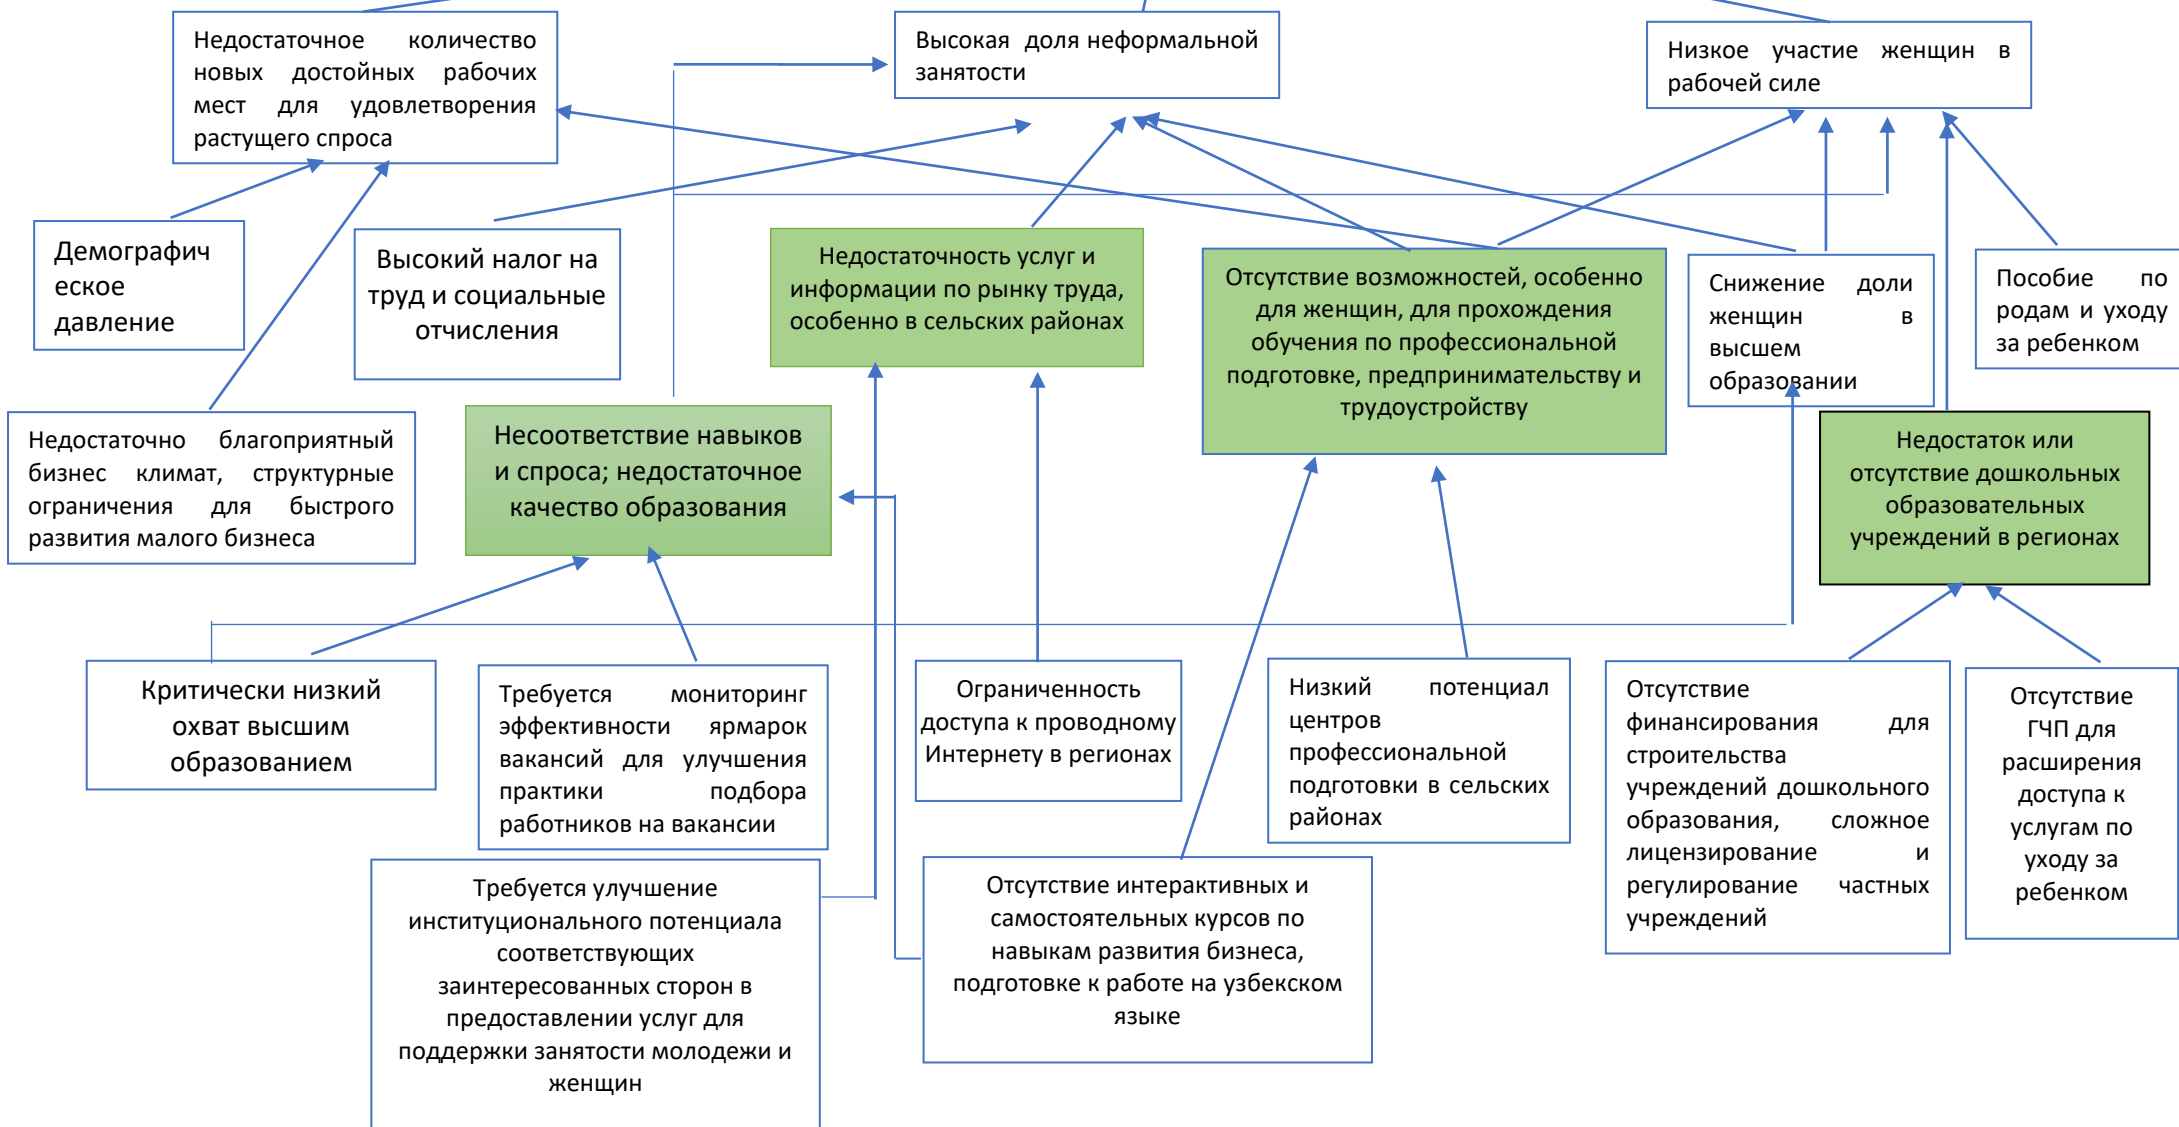 Недостаточное количество
новых достойных рабочих
мест для удовлетворения
растущего спроса
Высокая доля неформальной
занятости
Низкое участие женщин в
рабочей силе
Демографич
еское
давление
Высокий налог на
труд и социальные
отчисления
Недостаточность услуг и
информации по рынку труда,
особенно в сельских районах
Отсутствие возможностей, особенно
для женщин, для прохождения
обучения по профессиональной
подготовке, предпринимательству и
трудоустройству
Снижение доли
женщин в
высшем
образовании
Пособие по
родам и уходу
за ребенком
Недостаточно благоприятный
бизнес климат, структурные
ограничения для быстрого
развития малого бизнеса
Несоответствие навыков
и спроса; недостаточное
качество образования
Недостаток или
отсутствие дошкольных
образовательных
учреждений в регионах
Критически низкий
охват высшим
образованием
Требуется мониторинг
эффективности ярмарок
вакансий для улучшения
практики подбора
работников на вакансии
Ограниченность
доступа к проводному
Интернету в регионах
Низкий потенциал
центров
профессиональной
подготовки в сельских
районах
Отсутствие
финансирования для
строительства
учреждений дошкольного
образования, сложное
лицензирование и
регулирование частных
учреждений
Отсутствие
ГЧП для
расширения
доступа к
услугам по
уходу за
ребенком
Требуется улучшение
институционального потенциала
соответствующих
заинтересованных сторон в
предоставлении услуг для
поддержки занятости молодежи и
женщин
Отсутствие интерактивных и
самостоятельных курсов по
навыкам развития бизнеса,
подготовке к работе на узбекском
языке